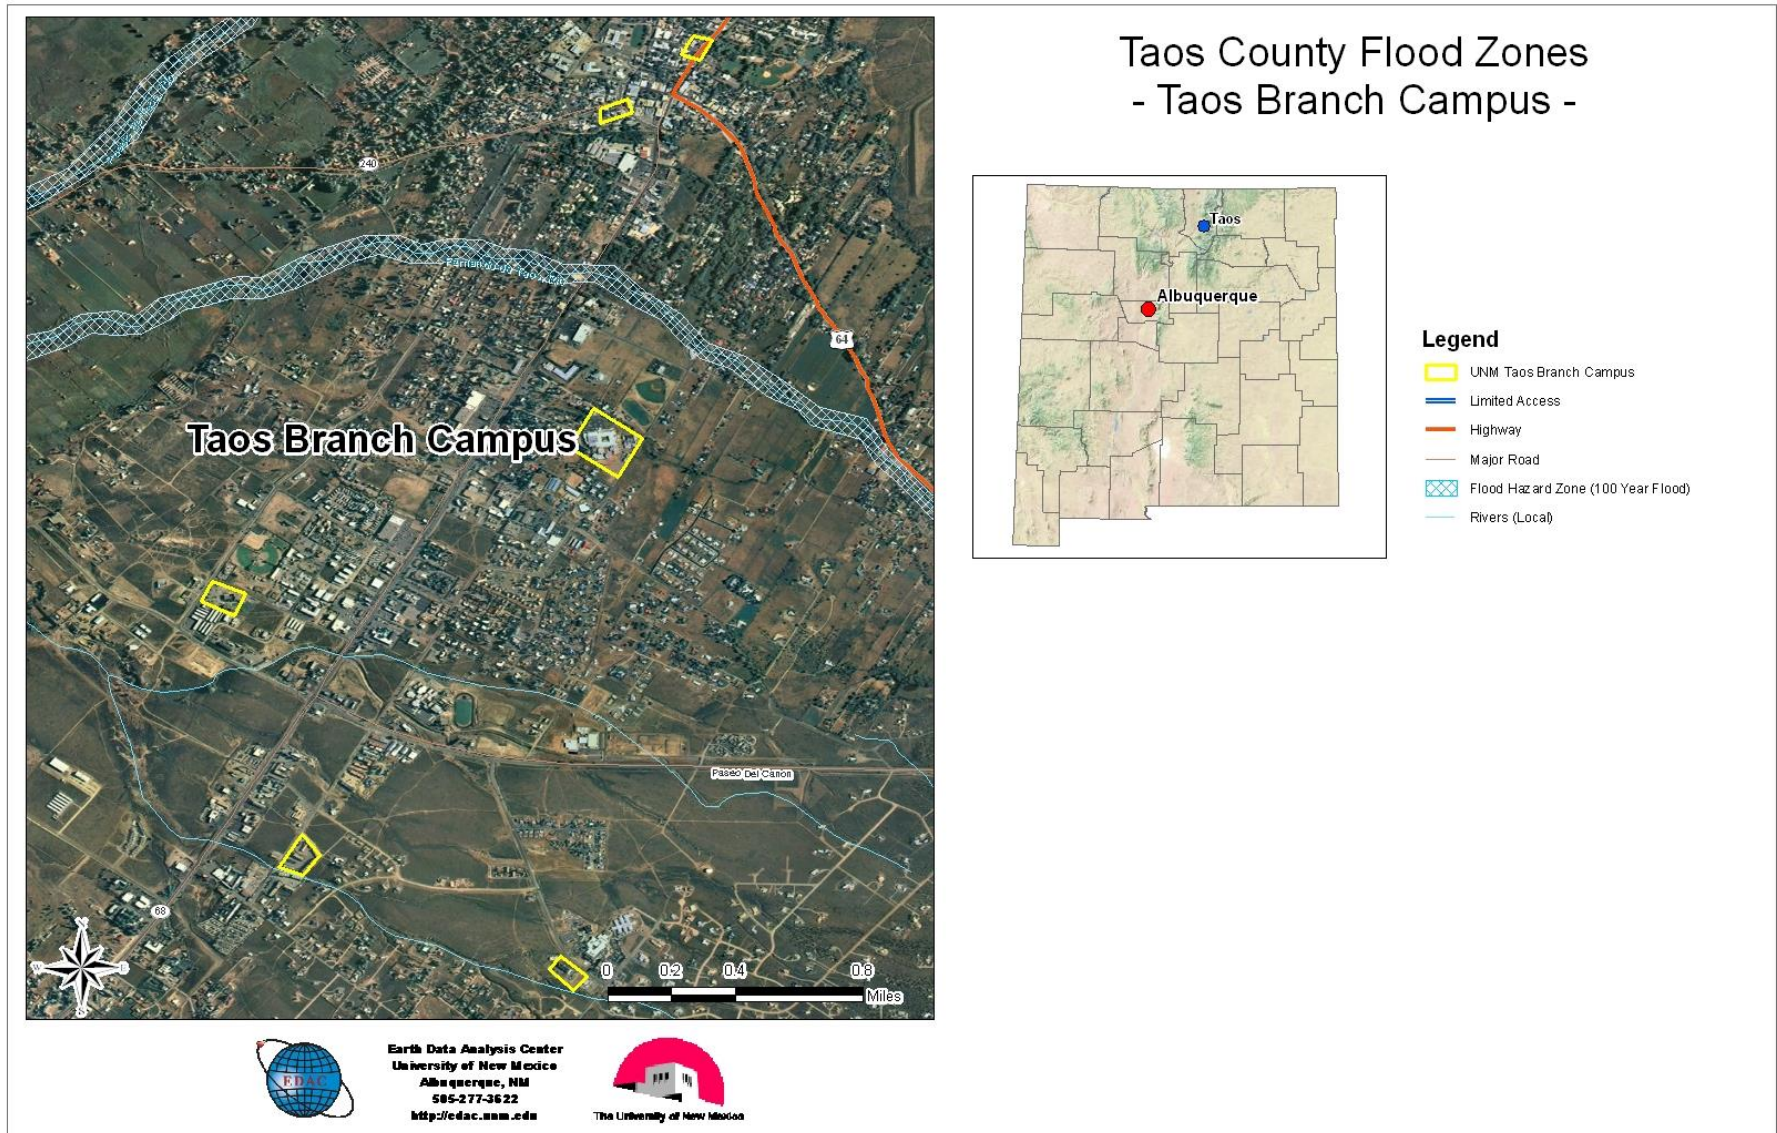 Taos County Flood Zones
- Taos Branch Campus -
240
64
Taos Branch Campus
Paseo Del Canon
68
N
W
E
S
0
0.2
0.4
0.8
Miles
Taos
Albuquerque
Legend
UNM Taos Branch Campus
Limited Access
Highway
Major Road
Flood Hazard Zone (100 Year Flood)
Rivers (Local)
EDAC
Earth Data Analysis Center
University of New Mexico
Albuquerque, NM
505-277-3622
http://edac.unm.edu
The University of New Mexico